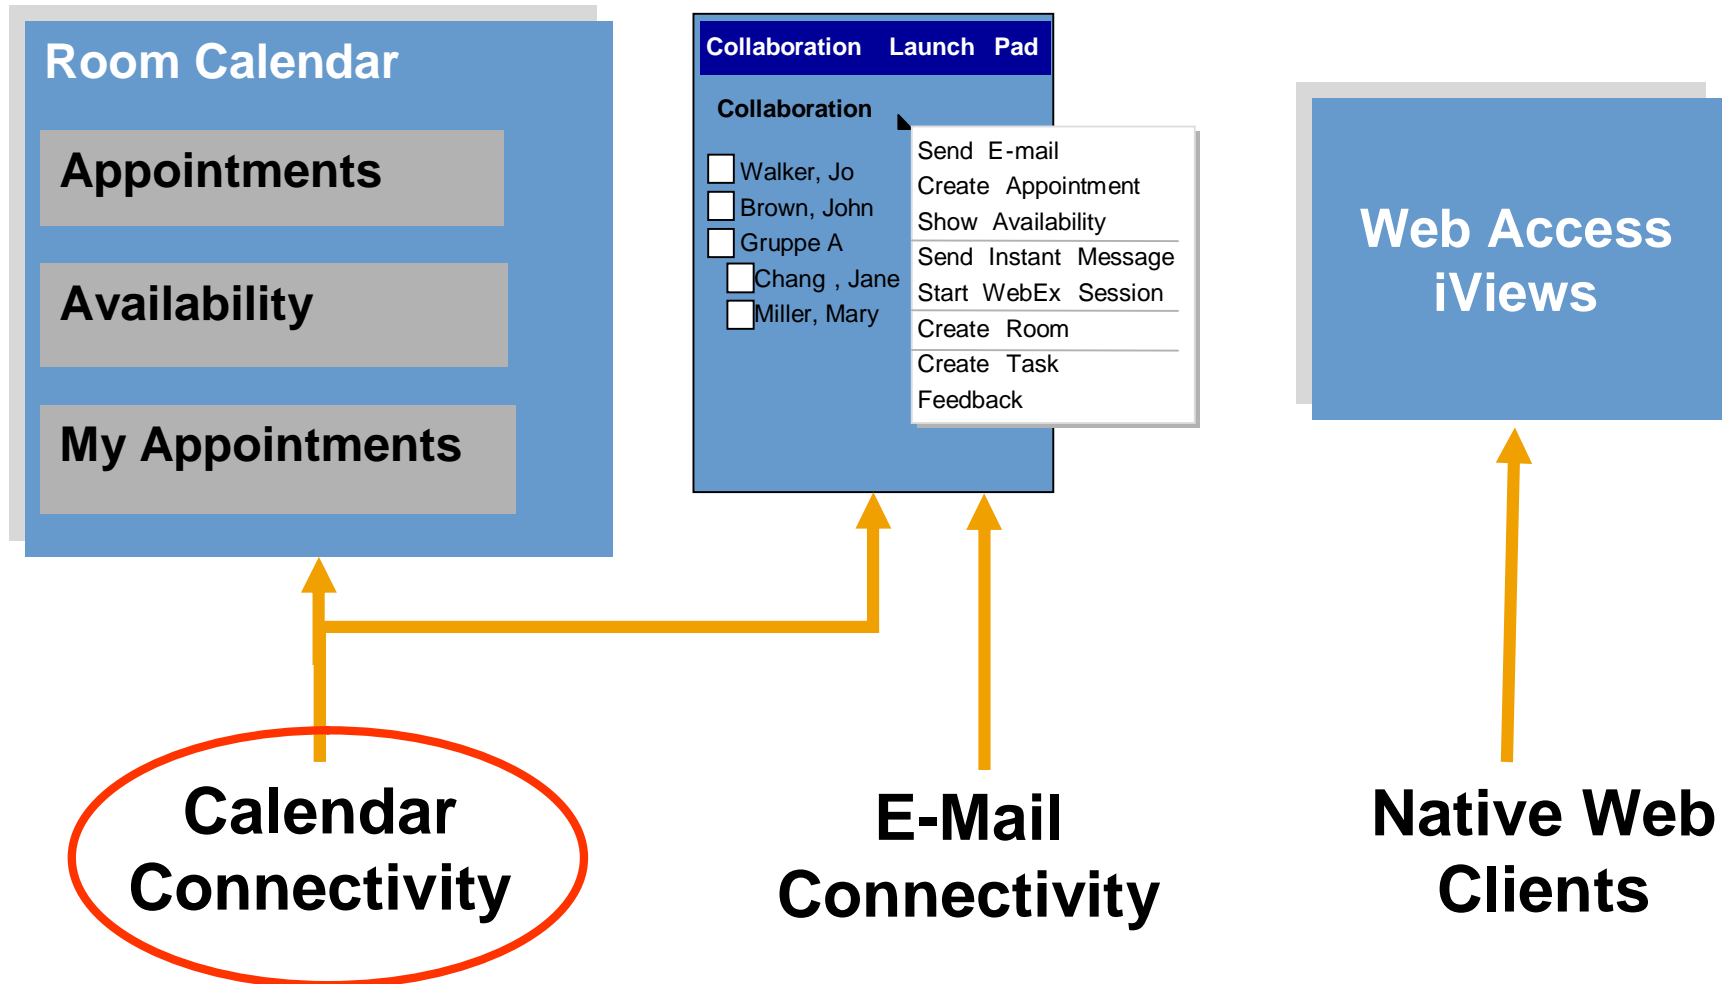 Room Calendar
Appointments
Availability
My Appointments
Collaboration Launch Pad
Collaboration
Walker, Jo
Brown, John
Gruppe A
Chang , Jane
Miller, Mary
Send E-mail
Create Appointment
Show Availability
Send Instant Message
Start WebEx Session
Create Room
Create Task
Feedback
Web Access
iViews
Calendar
Connectivity
E-Mail
Connectivity
Native Web
Clients